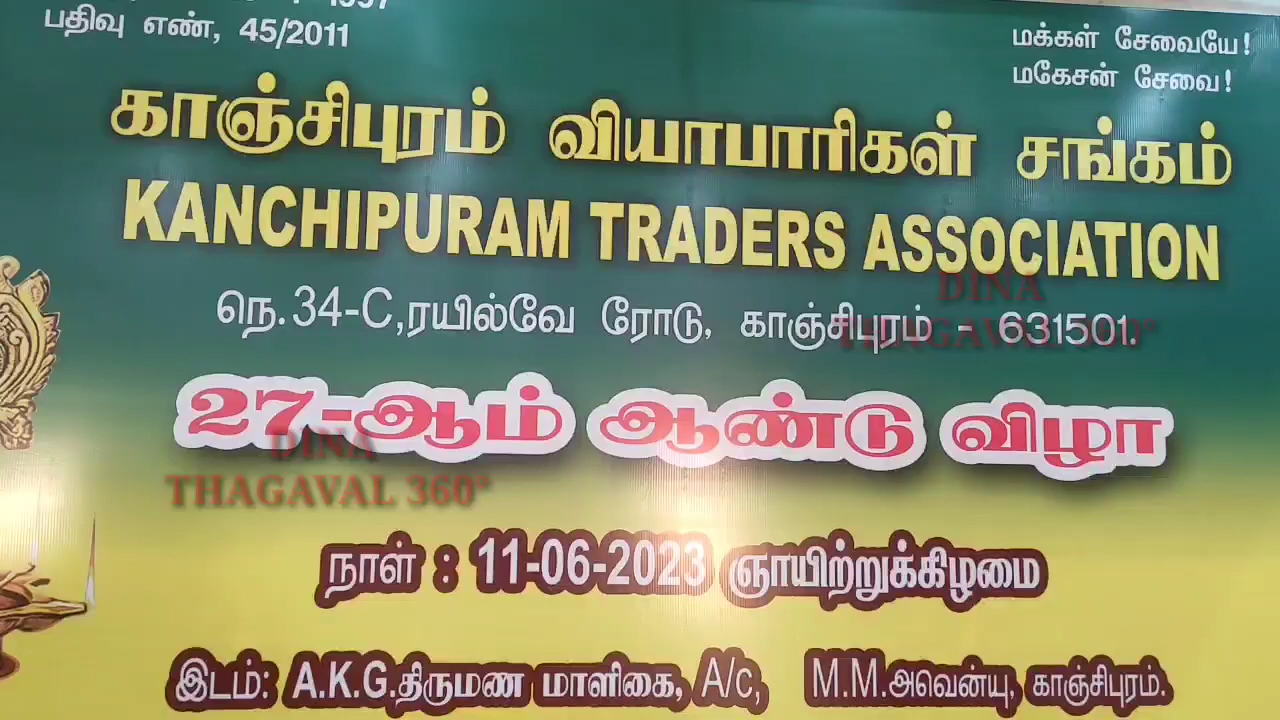 பதிவு எண், 45/2011
மக்கள் சேவையே!
மகேசன் சேவை!
காஞ்சிபுரம் வியாபாரிகள் சங்கம்
KANCHIPURAM TRADERS ASSOCIATION
நெ.34-C,ரயில்வே ரோடு, காஞ்சிபுரம் - 631501.
DINA
THAGAVAL 360°
27-ஆம் ஆண்டு விழா
DINA
THAGAVAL 360°
நாள் : 11-06-2023 ஞாயிற்றுக்கிழமை
இடம்: A.K.G.திருமண மாளிகை, A/c, M.M.அவென்யு, காஞ்சிபுரம்.